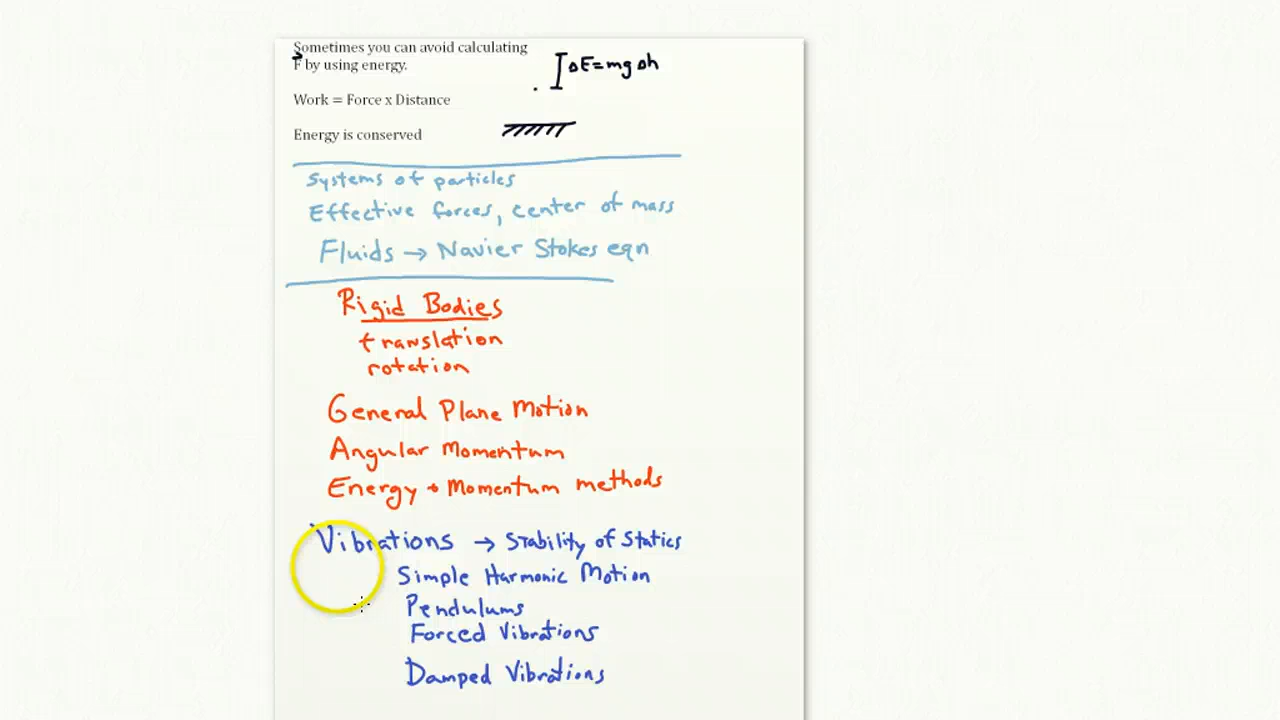 Sometimes you can avoid calculating
F by using energy.
ΔE=mgΔh
Work = Force x Distance
Energy is conserved
Systems of particles
Effective forces, center of mass
Fluids → Navier Stokes eqn
Rigid Bodies
translation
rotation
General Plane Motion
Angular Momentum
Energy + Momentum methods
Vibrations → Stability of Statics
Simple Harmonic Motion
Pendulums
Forced Vibrations
Damped Vibrations